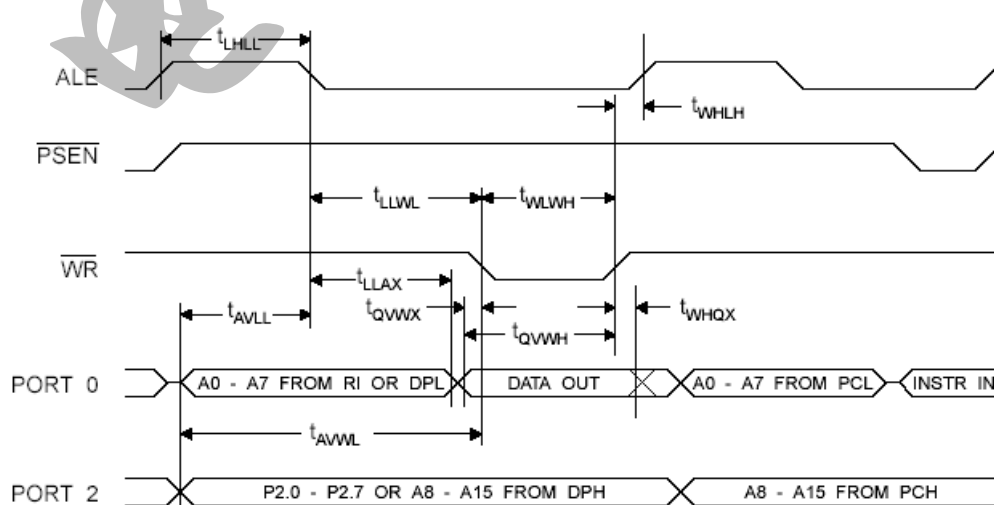 tLHLL
ALE
tWHLH
PSEN
tLLWL
tWLWH
WR
tLLAX
tAVLL
tQVWX
tWHQX
tQVWH
PORT 0
A0 - A7 FROM RI OR DPL
DATA OUT
A0 - A7 FROM PCL
INSTR IN
tAVWL
PORT 2
P2.0 - P2.7 OR A8 - A15 FROM DPH
A8 - A15 FROM PCH